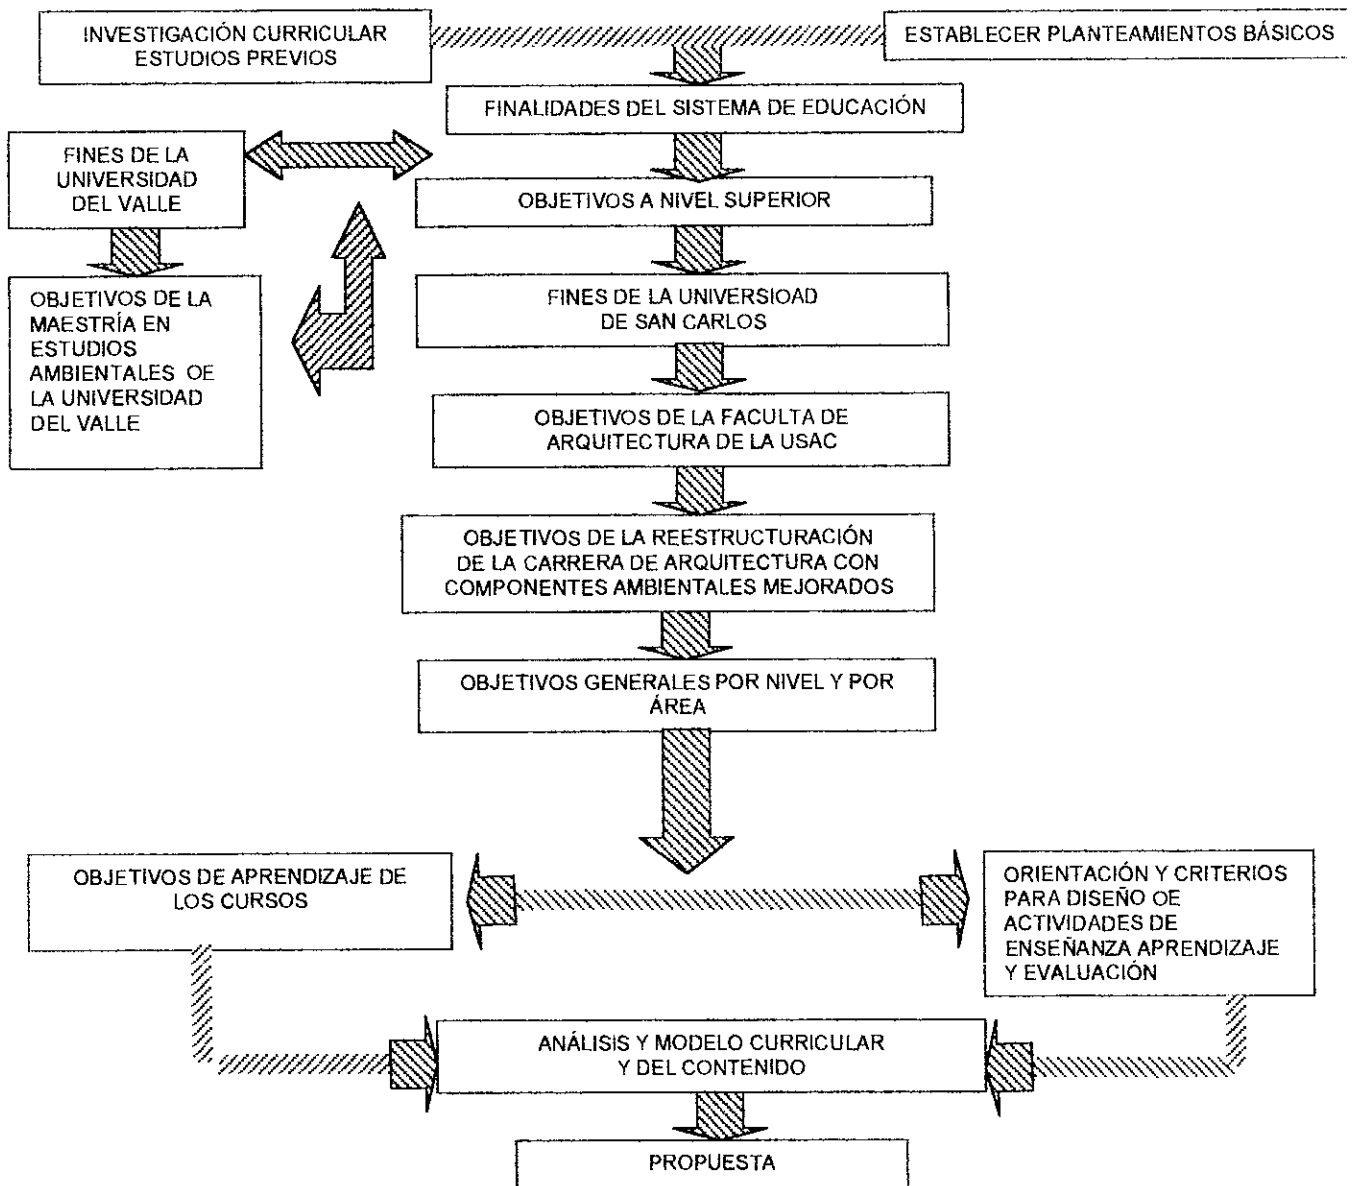 INVESTIGACIÓN CURRICULAR
ESTUDIOS PREVIOS
ESTABLECER PLANTEAMIENTOS BÁSICOS
FINALIDADES DEL SISTEMA DE EDUCACIÓN
FINES DE LA
UNIVERSIDAD
DEL VALLE
OBJETIVOS A NIVEL SUPERIOR
OBJETIVOS DE LA
MAESTRÍA EN
ESTUDIOS
AMBIENTALES OE
LA UNIVERSIDAD
DEL VALLE
FINES DE LA UNIVERSIOAD
DE SAN CARLOS
OBJETIVOS DE LA FACULTA DE
ARQUITECTURA DE LA USAC
OBJETIVOS DE LA REESTRUCTURACIÓN
DE LA CARRERA DE ARQUITECTURA CON
COMPONENTES AMBIENTALES MEJORADOS
OBJETIVOS GENERALES POR NIVEL Y POR
ÁREA
OBJETIVOS DE APRENDIZAJE DE
LOS CURSOS
ORIENTACIÓN Y CRITERIOS
PARA DISEÑO OE
ACTIVIDADES DE
ENSEÑANZA APRENDIZAJE
Y EVALUACIÓN
ANÁLISIS Y MODELO CURRICULAR
Y DEL CONTENIDO
PROPUESTA